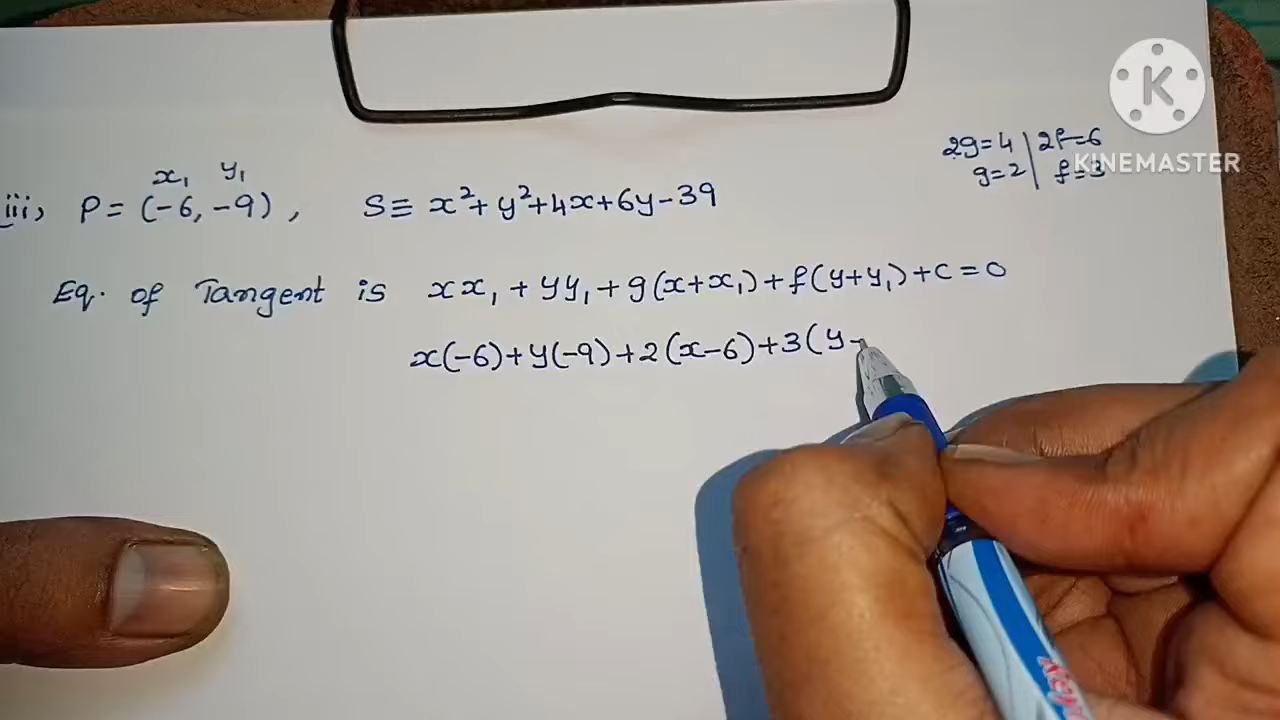 K
KINEMASTER
2g=4 | 2f=6
g=2 | f=3
x₁ y₁
iii, P = (-6, -9), S≡ x²+y²+4x+6y-39
Eq. of Tangent is xx₁+yy₁+g(x+x₁)+f(y+y₁)+c=0
x(-6)+y(-9)+2(x-6)+3(y-